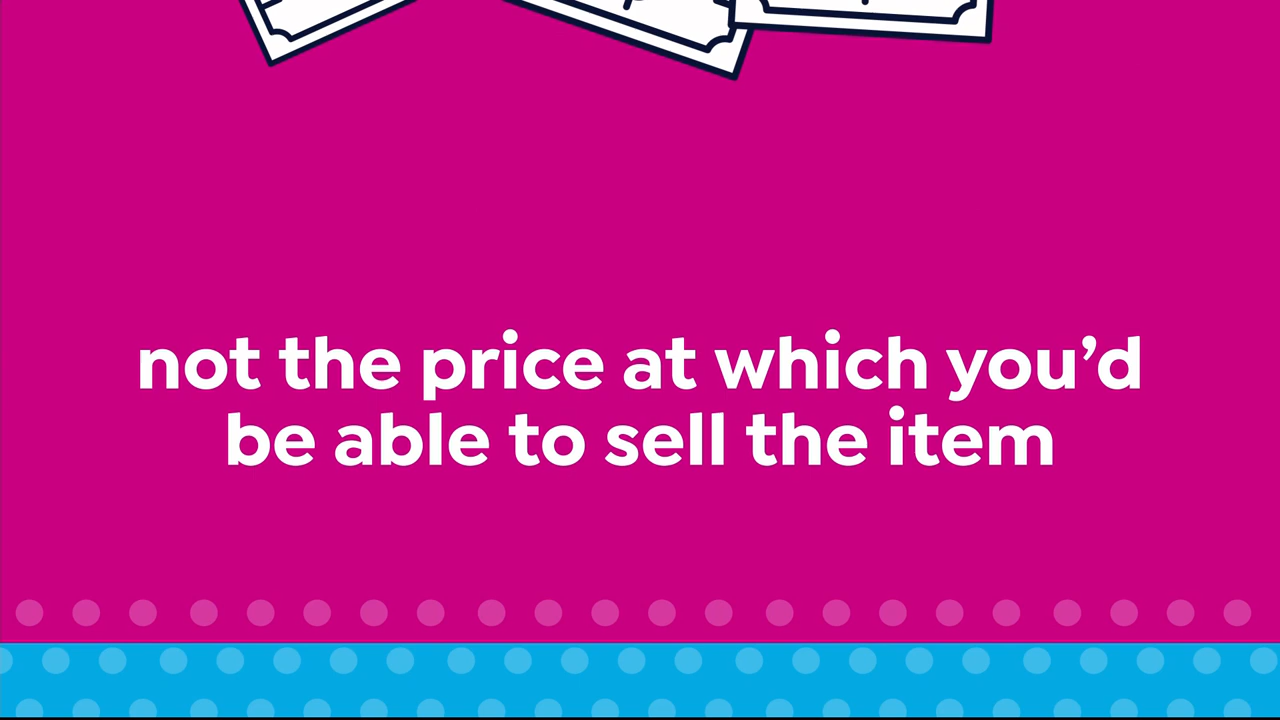 not the price at which you’d
be able to sell the item